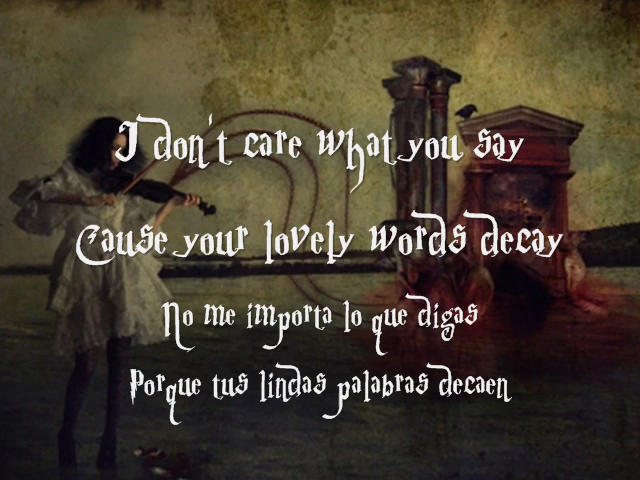 I don't care what you say
Cause your lovely words decay
No me importa lo que digas
Porque tus lindas palabras decaen